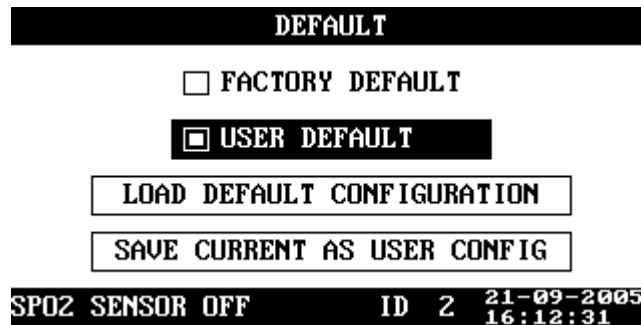 DEFAULT
FACTORY DEFAULT
USER DEFAULT
LOAD DEFAULT CONFIGURATION
SAVE CURRENT AS USER CONFIG
SPO2 SENSOR OFF ID 2 21-09-2005
16:12:31